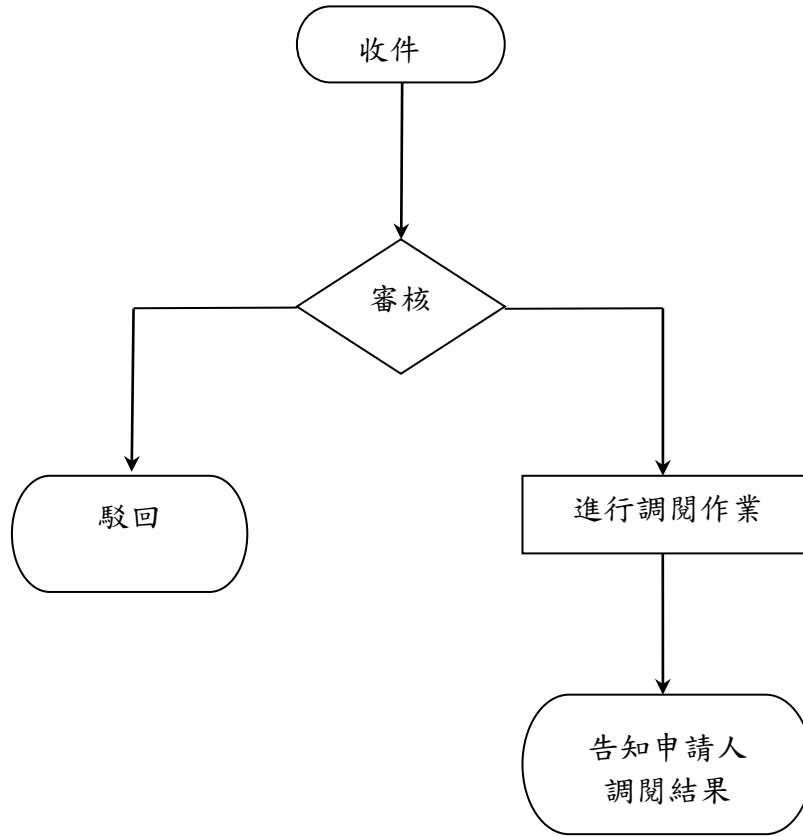 收件
審核
駁回
進行調閱作業
告知申請人
調閱結果